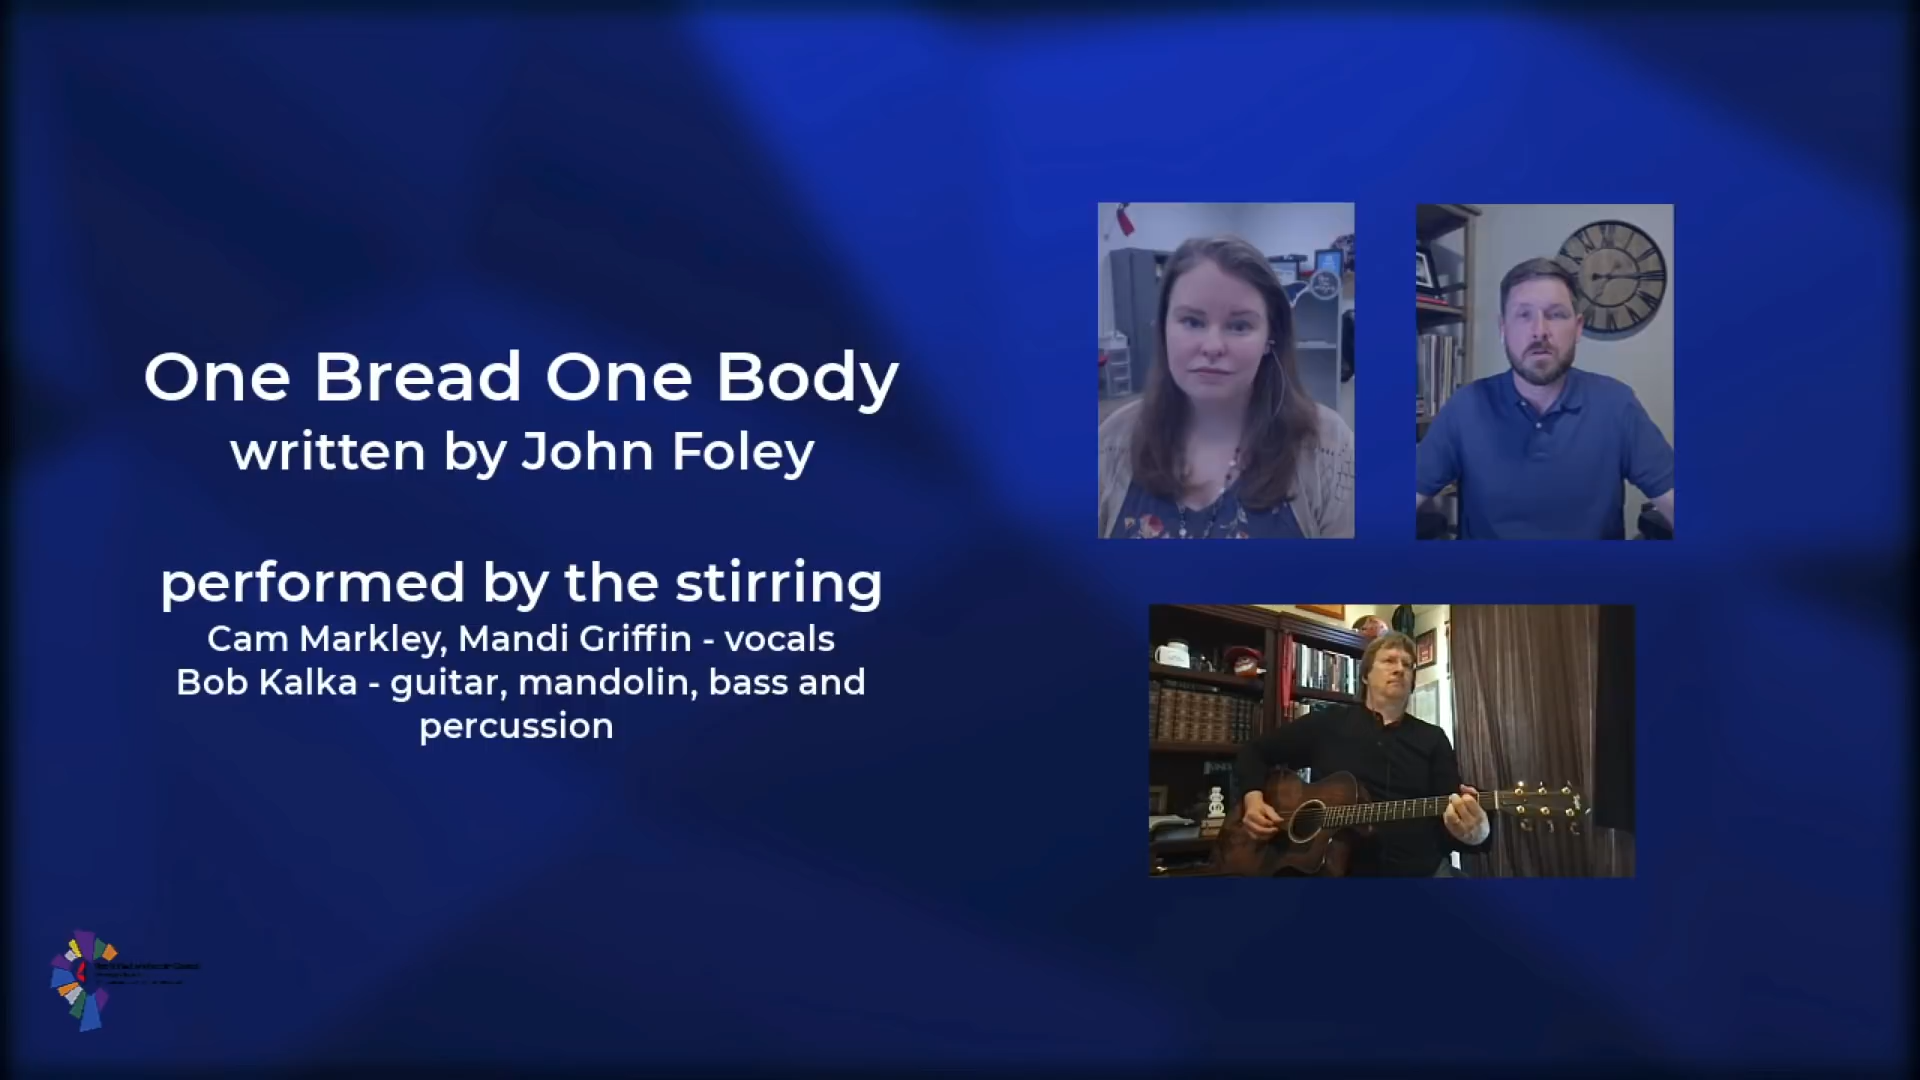 One Bread One Body
written by John Foley
performed by the stirring
Cam Markley, Mandi Griffin - vocals
Bob Kalka - guitar, mandolin, bass and
percussion